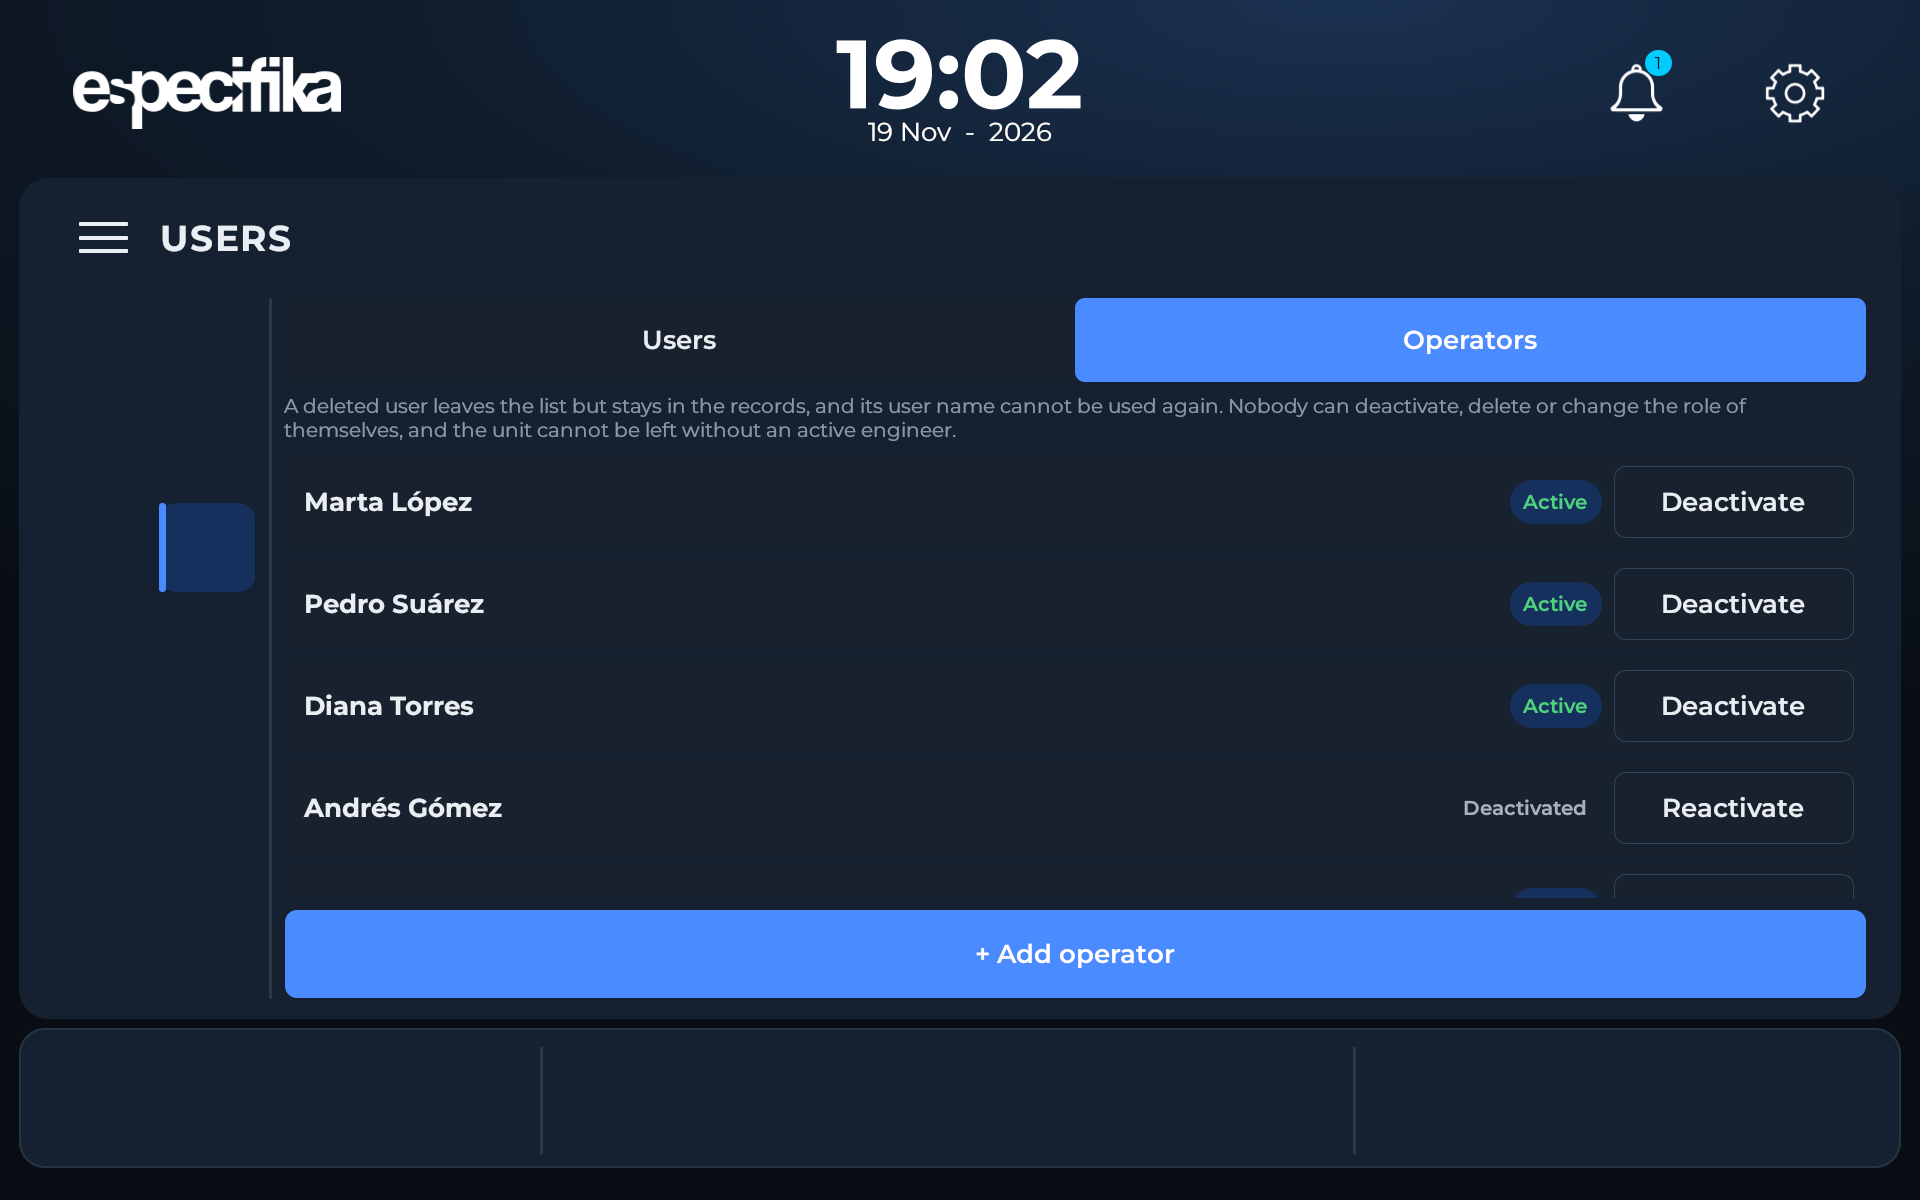 especifika
19:02
19 Nov - 2026
1
USERS
Users
Operators
A deleted user leaves the list but stays in the records, and its user name cannot be used again. Nobody can deactivate, delete or change the role of
themselves, and the unit cannot be left without an active engineer.
Marta López
Active
Deactivate
Pedro Suárez
Active
Deactivate
Diana Torres
Active
Deactivate
Andrés Gómez
Deactivated
Reactivate
+ Add operator